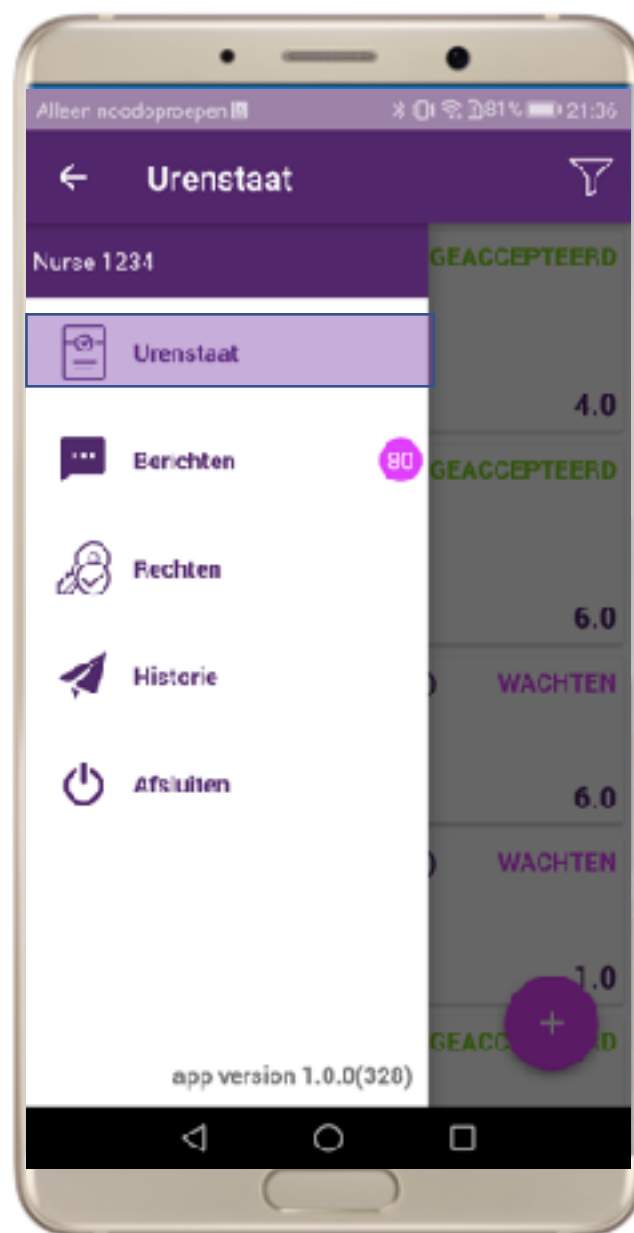 Alleen noodoproepen 81% 21:36
Urenstaat
Nurse 1234
GEACCEPTEERD
Urenstaat
4.0
Berichten
GEACCEPTEERD
Rechten
6.0
Historie
) WACHTEN
Afsluiten
6.0
) WACHTEN
1.0
+
app version 1.0.0(328)